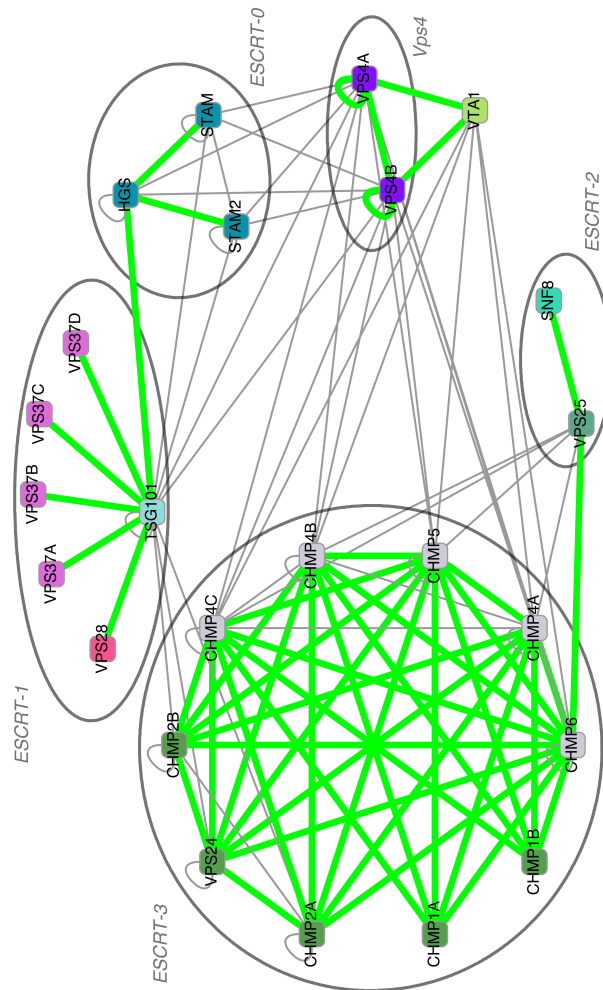 ESCRT-0
Vps4
VPS4A
STAM
VTA1
HGS
VPS4B
STAM2
ESCRT-2
SNF8
VPS37D
VPS37C
VPS25
VPS37B
TSG101
VPS37A
CHMP4B
CHMP5
VPS28
CHMP4C
CHMP4A
ESCRT-1
CHMP2B
CHMP6
VPS24
CHMP1B
CHMP2A
CHMP1A
ESCRT-3